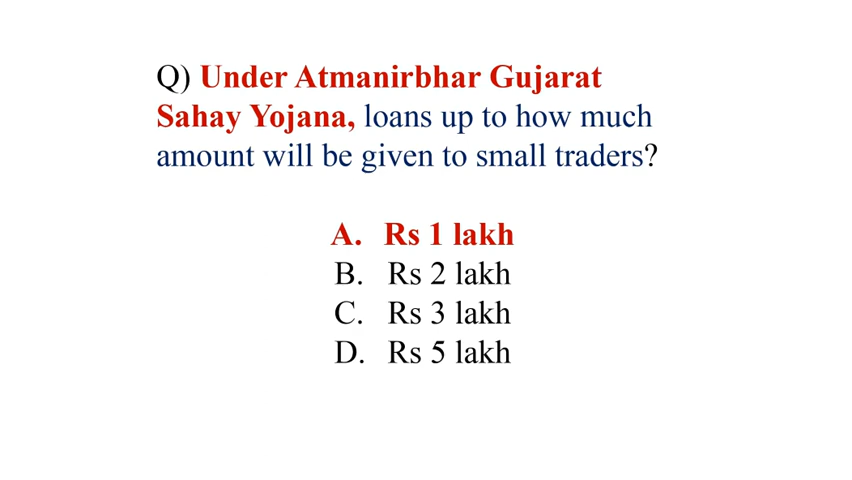 Q) Under Atmanirbhar Gujarat
Sahay Yojana, loans up to how much
amount will be given to small traders?
A. Rs 1 lakh
B. Rs 2 lakh
C. Rs 3 lakh
D. Rs 5 lakh